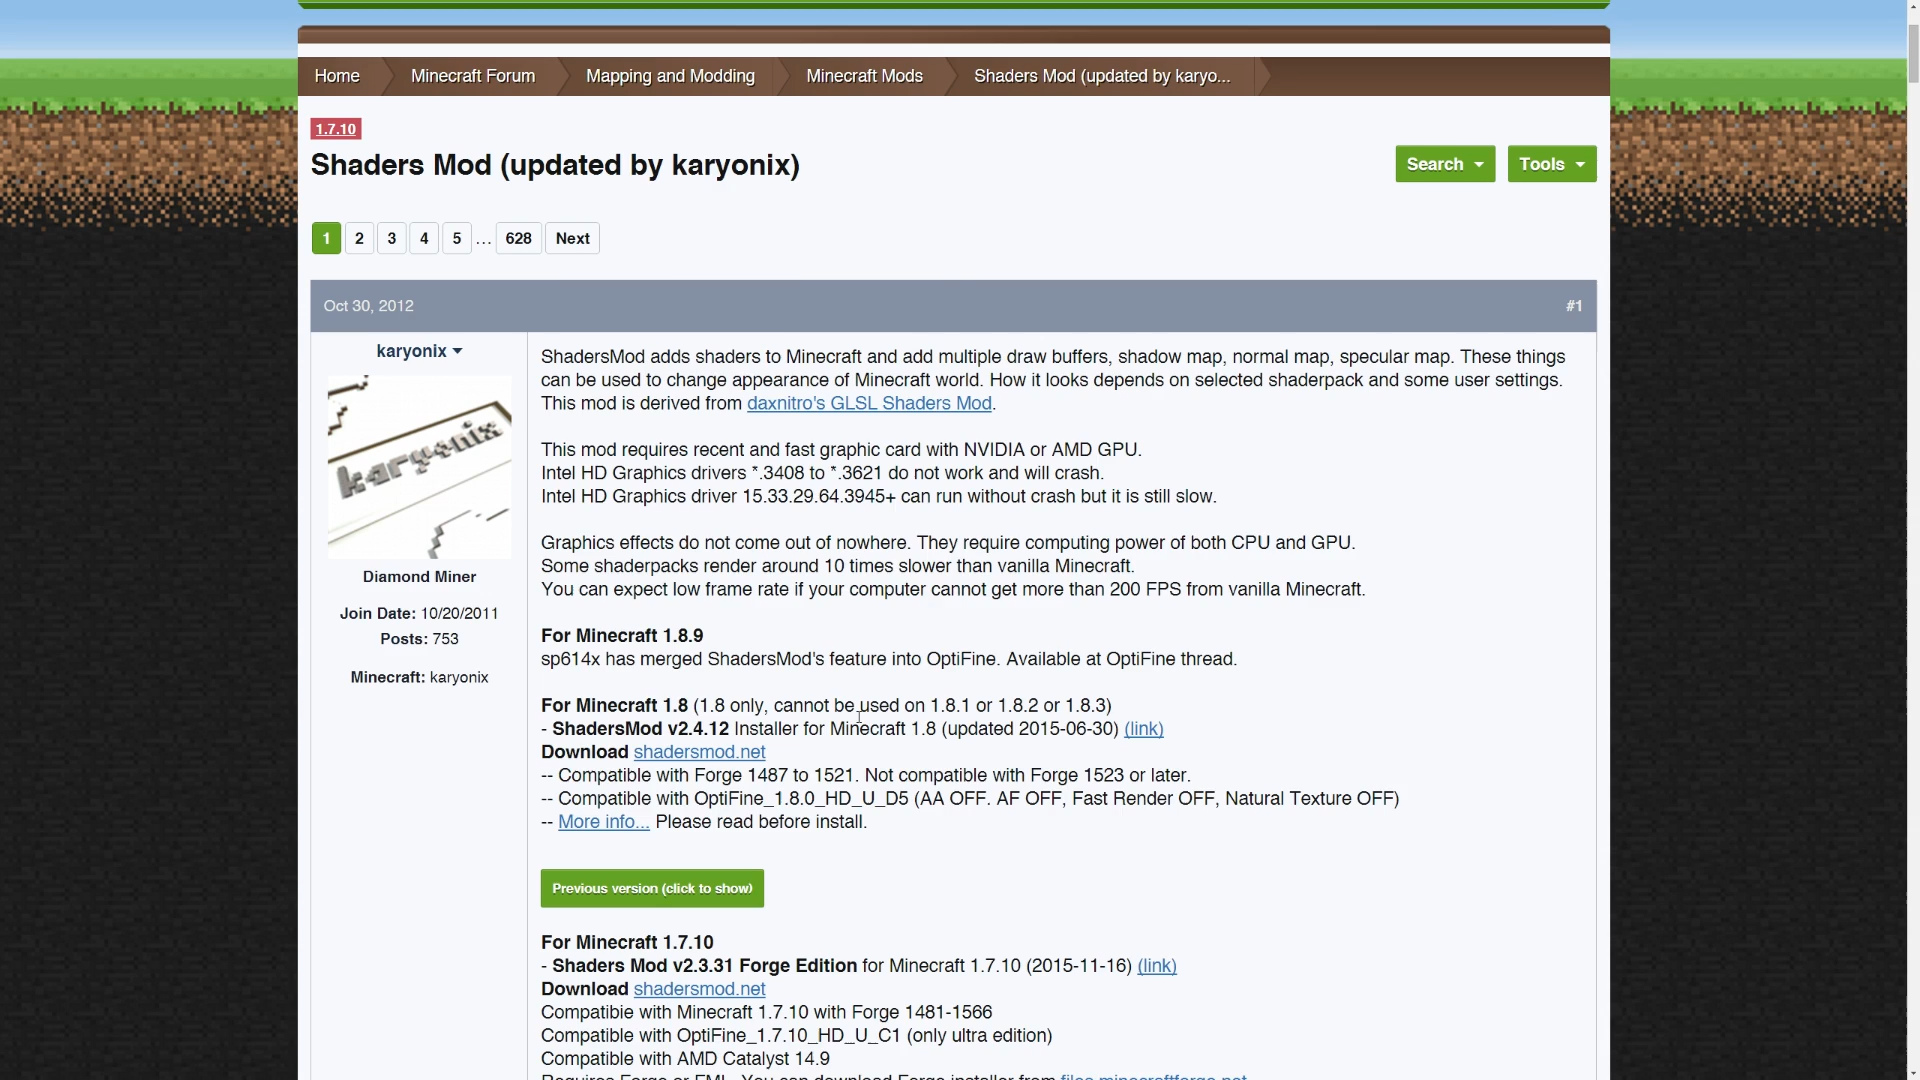 Home
Minecraft Forum
Mapping and Modding
Minecraft Mods
Shaders Mod (updated by karyo...
1.7.10
Shaders Mod (updated by karyonix)
Search
Tools
1 2 3 4 5 ... 628 Next
Oct 30, 2012
#1
karyonix
karyonix
Diamond Miner
Join Date: 10/20/2011
Posts: 753
Minecraft: karyonix
ShadersMod adds shaders to Minecraft and add multiple draw buffers, shadow map, normal map, specular map. These things
can be used to change appearance of Minecraft world. How it looks depends on selected shaderpack and some user settings.
This mod is derived from daxnitro's GLSL Shaders Mod.
This mod requires recent and fast graphic card with NVIDIA or AMD GPU.
Intel HD Graphics drivers *.3408 to *.3621 do not work and will crash.
Intel HD Graphics driver 15.33.29.64.3945+ can run without crash but it is still slow.
Graphics effects do not come out of nowhere. They require computing power of both CPU and GPU.
Some shaderpacks render around 10 times slower than vanilla Minecraft.
You can expect low frame rate if your computer cannot get more than 200 FPS from vanilla Minecraft.
For Minecraft 1.8.9
sp614x has merged ShadersMod's feature into OptiFine. Available at OptiFine thread.
For Minecraft 1.8 (1.8 only, cannot be used on 1.8.1 or 1.8.2 or 1.8.3)
- ShadersMod v2.4.12 Installer for Minecraft 1.8 (updated 2015-06-30) (link)
Download shadersmod.net
-- Compatible with Forge 1487 to 1521. Not compatible with Forge 1523 or later.
-- Compatible with OptiFine_1.8.0_HD_U_D5 (AA OFF. AF OFF, Fast Render OFF, Natural Texture OFF)
-- More info... Please read before install.
Previous version (click to show)
For Minecraft 1.7.10
- Shaders Mod v2.3.31 Forge Edition for Minecraft 1.7.10 (2015-11-16) (link)
Download shadersmod.net
Compatible with Minecraft 1.7.10 with Forge 1481-1566
Compatible with OptiFine_1.7.10_HD_U_C1 (only ultra edition)
Compatible with AMD Catalyst 14.9
Requires Forge or FML. You can download Forge installer from files.minecraftforge.net